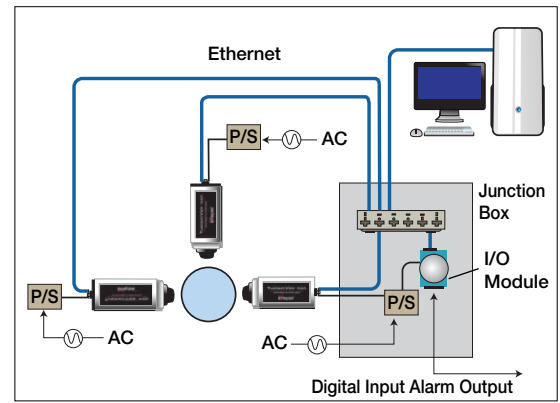 Ethernet
P/S
AC
Junction
Box
I/O
Module
P/S
P/S
AC
AC
Digital Input Alarm Output